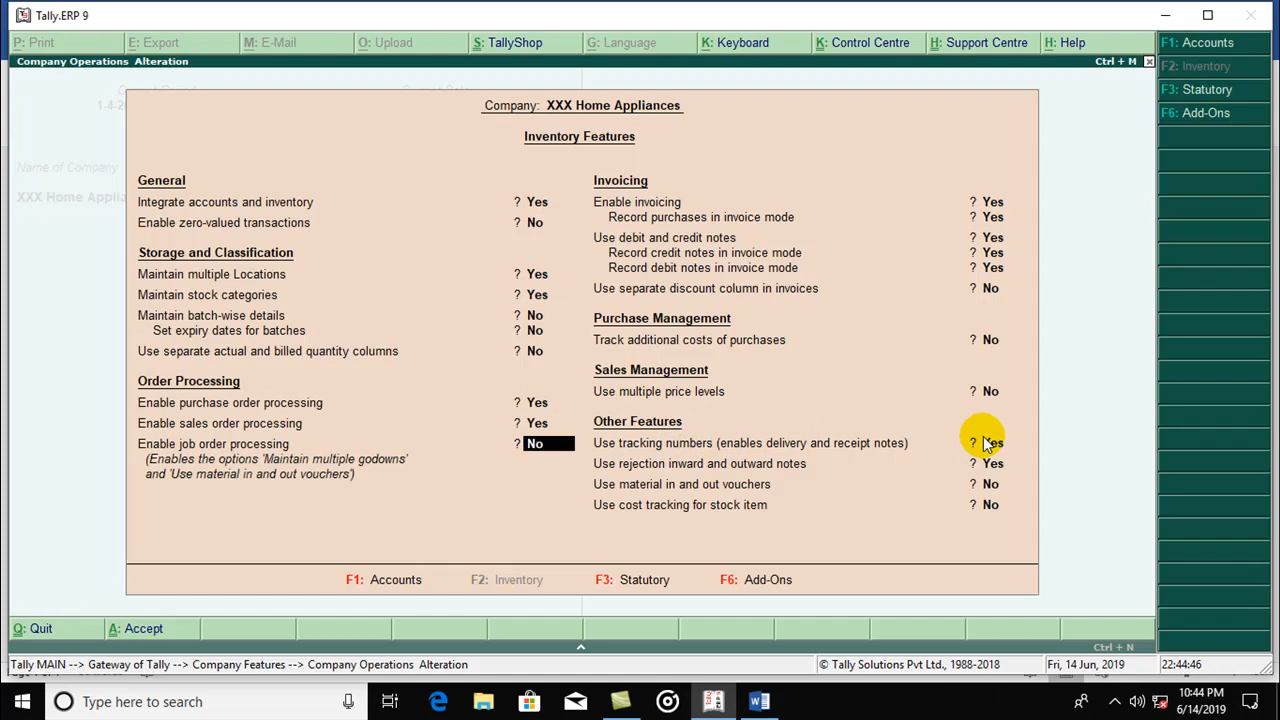 Tally.ERP 9
P: Print E: Export M: E-Mail O: Upload S: TallyShop G: Language K: Keyboard K: Control Centre H: Support Centre H: Help
F1: Accounts
F2: Inventory
F3: Statutory
F6: Add-Ons
Company Operations Alteration Ctrl + M
Name of Company
XXX Home Applia
Company: XXX Home Appliances
Inventory Features
General
Integrate accounts and inventory ? Yes
Enable zero-valued transactions ? No
Storage and Classification
Maintain multiple Locations ? Yes
Maintain stock categories ? Yes
Maintain batch-wise details ? No
Set expiry dates for batches ? No
Use separate actual and billed quantity columns ? No
Order Processing
Enable purchase order processing ? Yes
Enable sales order processing ? Yes
Enable job order processing ? No
(Enables the options 'Maintain multiple godowns'
and 'Use material in and out vouchers')
Invoicing
Enable invoicing ? Yes
Record purchases in invoice mode ? Yes
Use debit and credit notes ? Yes
Record credit notes in invoice mode ? Yes
Record debit notes in invoice mode ? Yes
Use separate discount column in invoices ? No
Purchase Management
Track additional costs of purchases ? No
Sales Management
Use multiple price levels ? No
Other Features
Use tracking numbers (enables delivery and receipt notes) ? Yes
Use rejection inward and outward notes ? Yes
Use material in and out vouchers ? No
Use cost tracking for stock item ? No
F1: Accounts F2: Inventory F3: Statutory F6: Add-Ons
Q: Quit A: Accept
Ctrl + N
Tally MAIN --> Gateway of Tally --> Company Features --> Company Operations Alteration © Tally Solutions Pvt Ltd., 1988-2018 Fri, 14 Jun, 2019 22:44:46
Type here to search
10:44 PM
6/14/2019